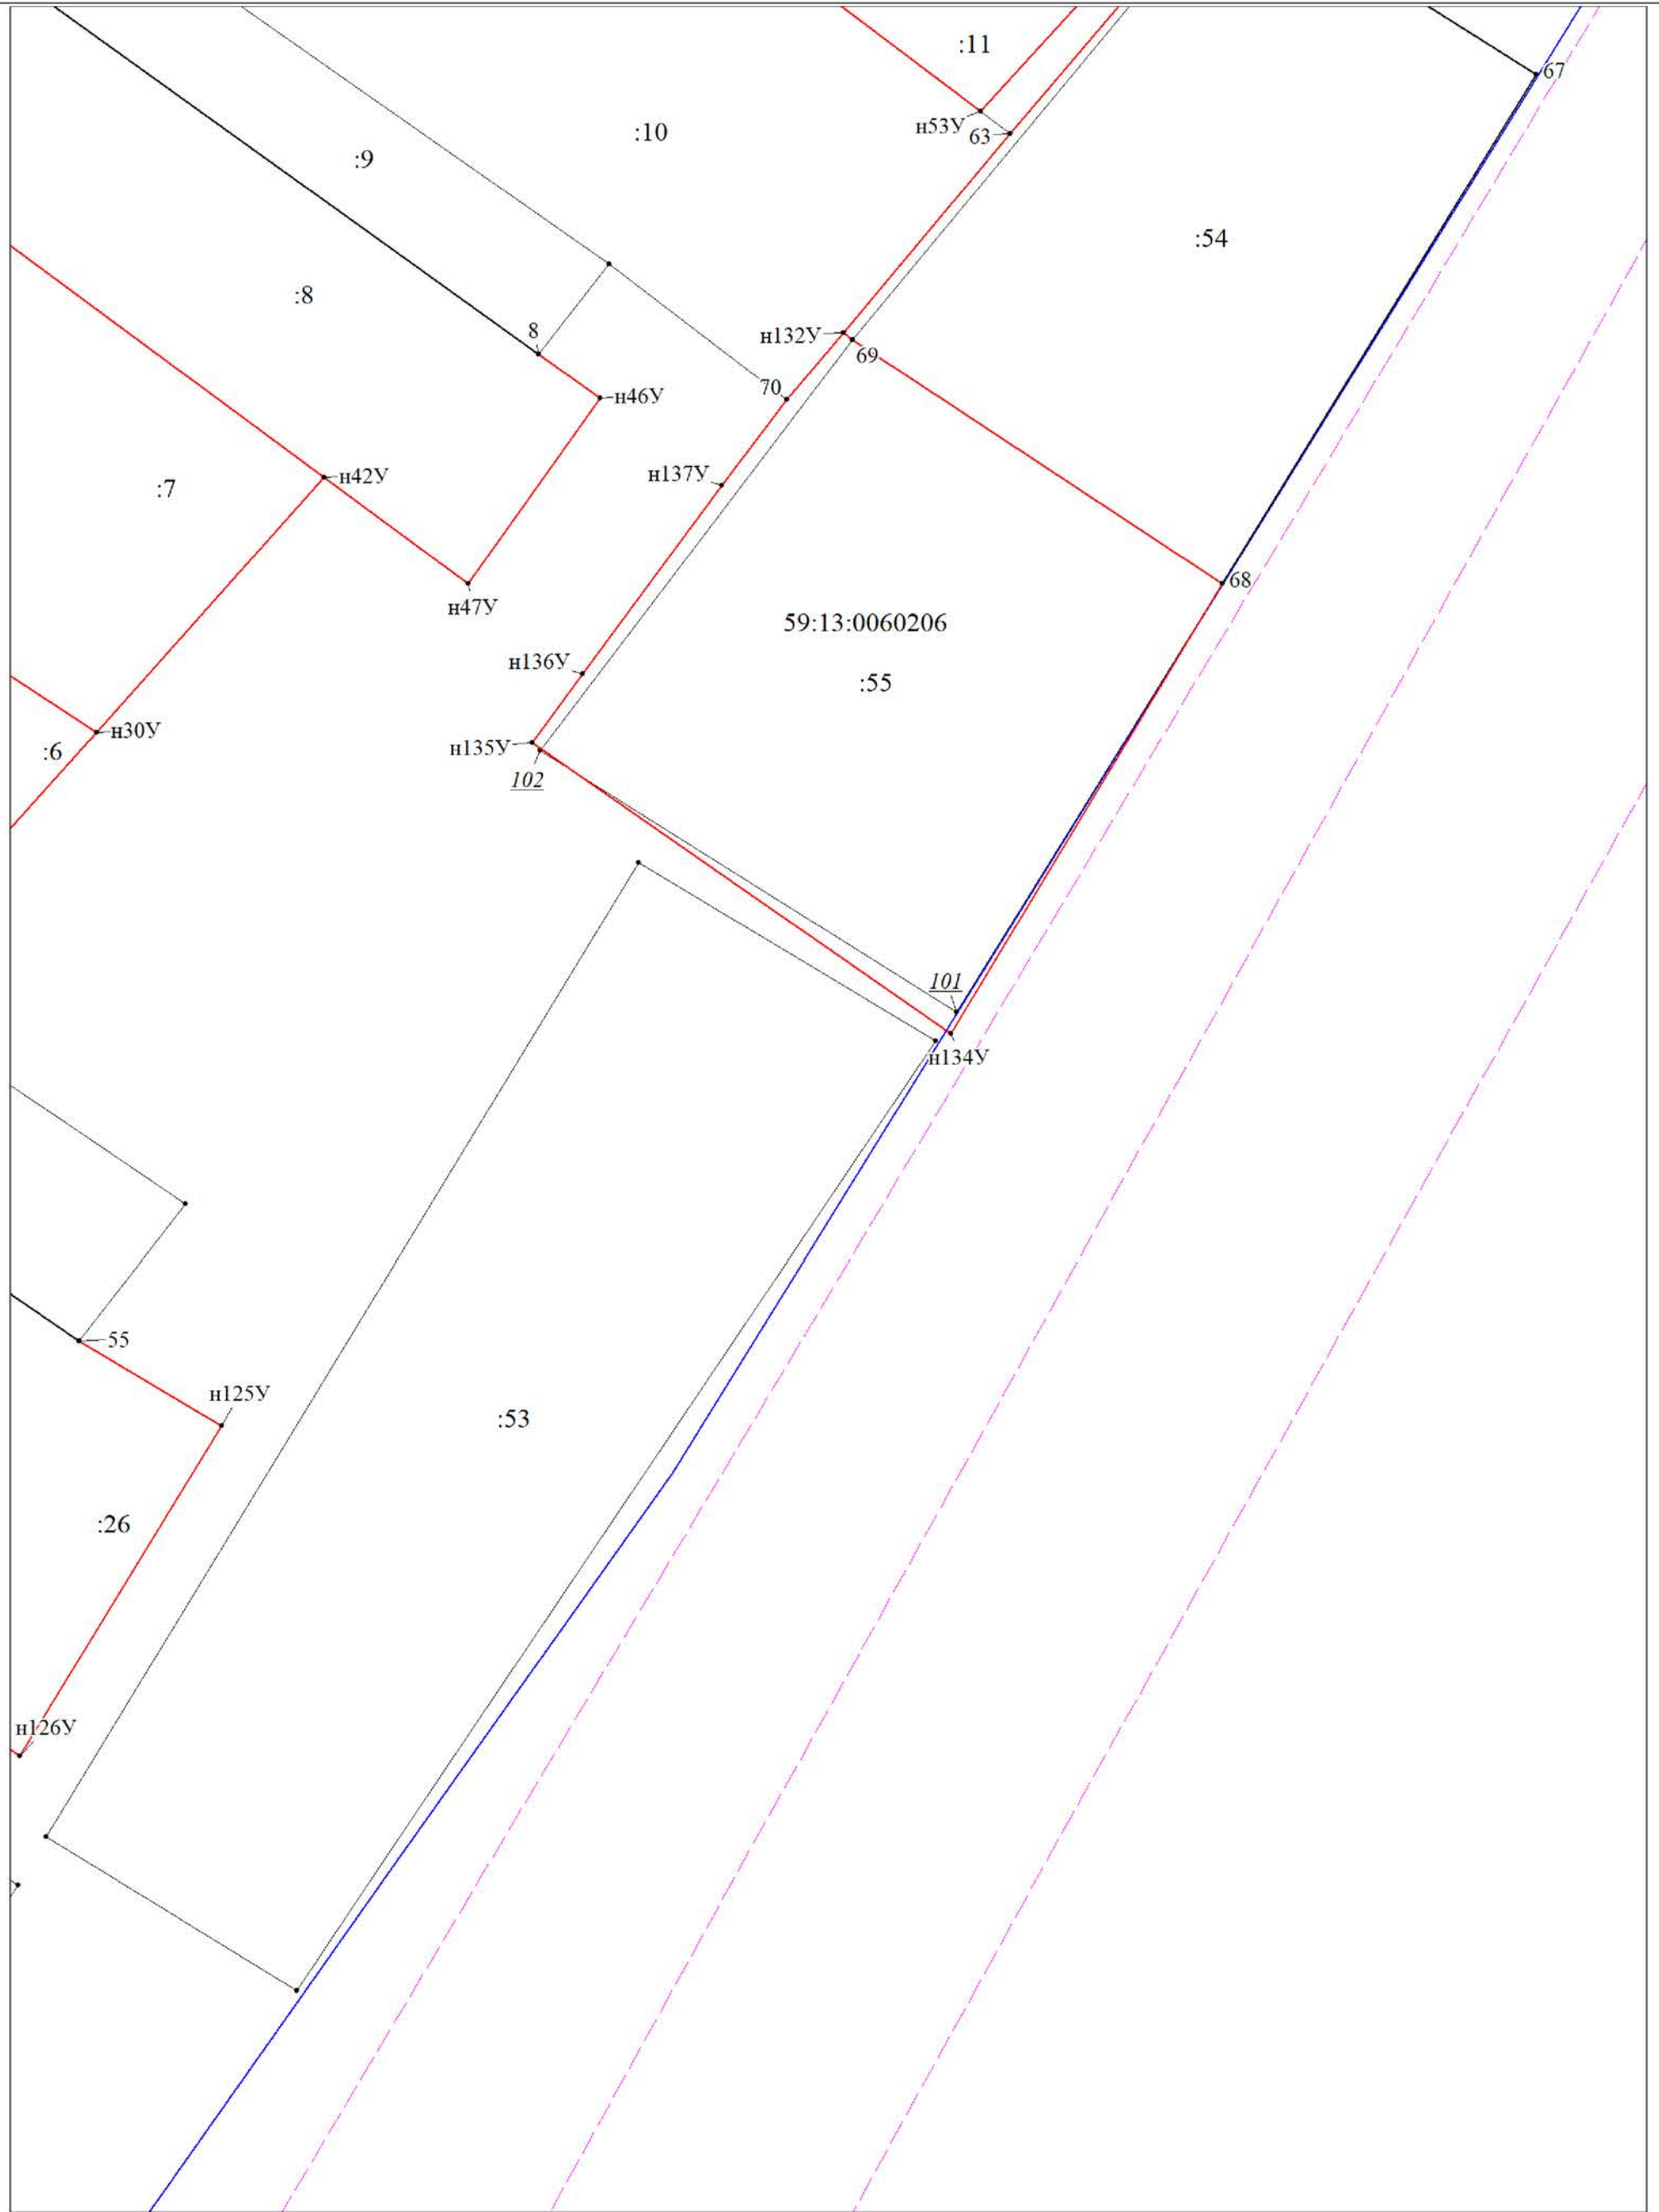 :11
67
н53У
63
:10
:9
:54
:8
8
н132У
69
70
н46У
н137У
н42У
:7
68
н47У
59:13:0060206
н136У
:55
н30У
:6
н135У
102
101
н134У
55
н125У
:53
:26
н126У